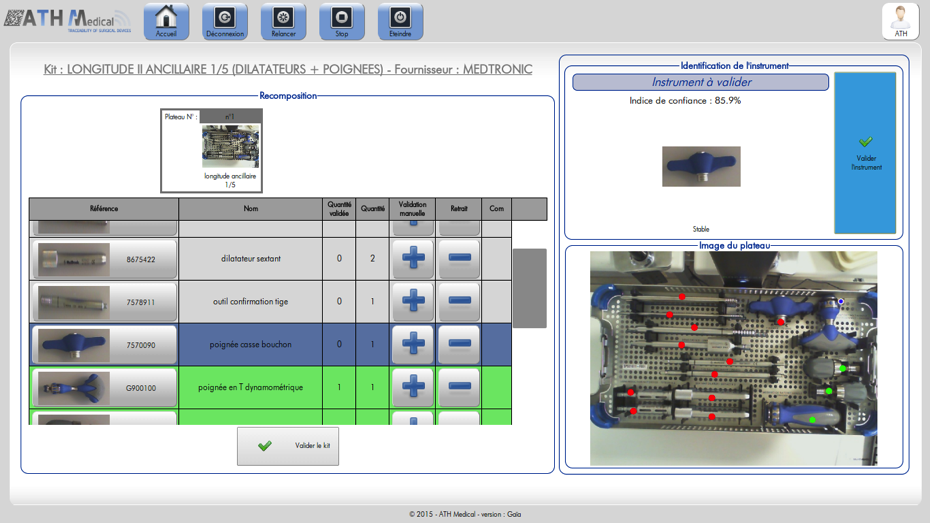 ATH Medical
TRACEABILITY OF SURGICAL DEVICES
Accueil
Déconnexion
Relancer
Stop
Eteindre
ATH
Kit : LONGITUDE II ANCILLAIRE 1/5 (DILATATEURS + POIGNEES) - Fournisseur : MEDTRONIC
Recomposition
Plateau N° : n°1
longitude ancillaire
1/5
Référence Nom Quantité validée Quantité Validation manuelle Retrait Com
8675422 dilatateur sextant 0 2
7578911 outil confirmation tige 0 1
7570090 poignée casse bouchon 0 1
G900100 poignée en T dynamométrique 1 1
Valider le kit
Identification de l'instrument
Instrument à valider
Indice de confiance : 85.9%
Stable
Valider
l'instrument
Image du plateau
© 2015 - ATH Medical - version : Gaia